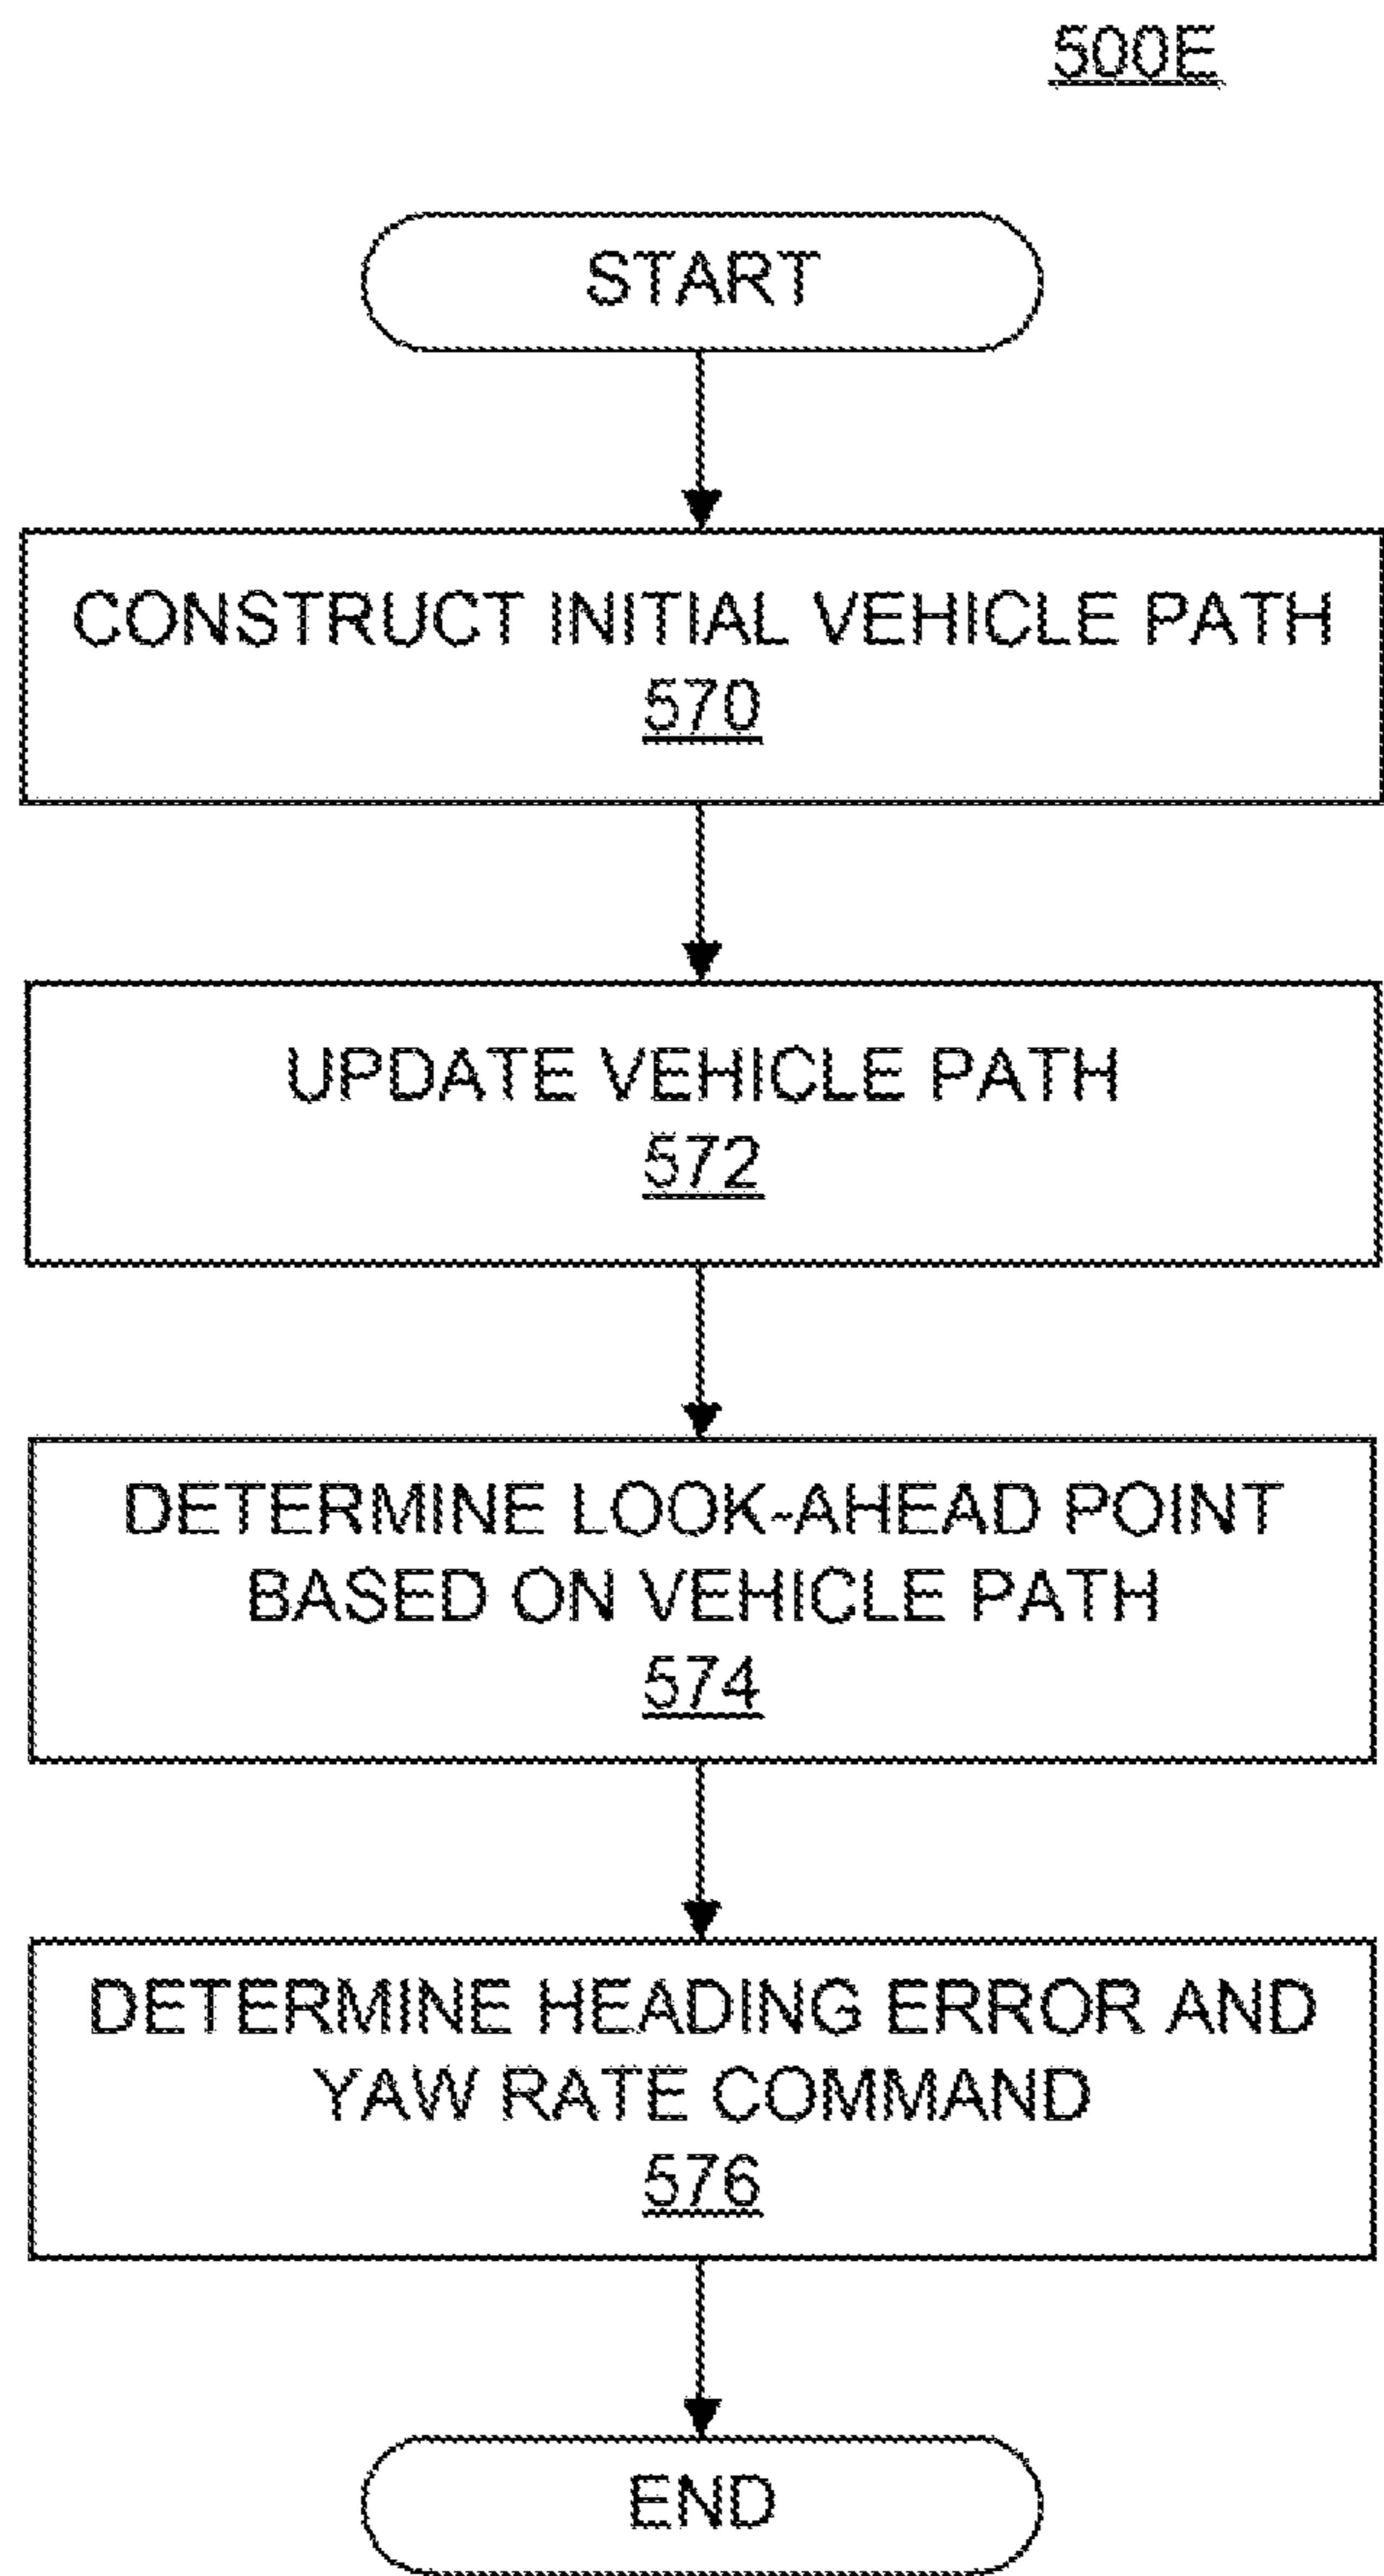 500E
START
CONSTRUCT INITIAL VEHICLE PATH
570
UPDATE VEHICLE PATH
572
DETERMINE LOOK-AHEAD POINT
BASED ON VEHICLE PATH
574
DETERMINE HEADING ERROR AND
YAW RATE COMMAND
576
END